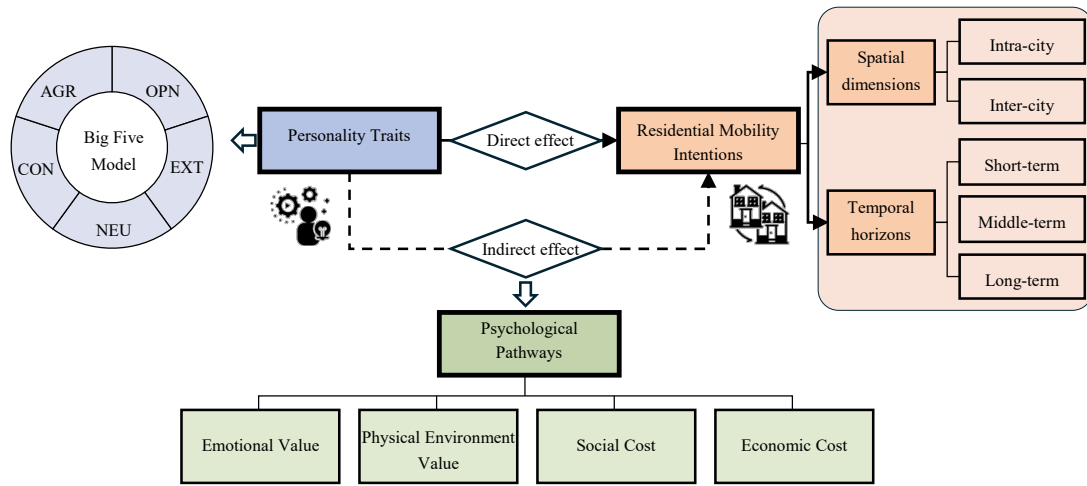 AGR
OPN
CON
EXT
NEU
Big Five
Model
Personality Traits
Direct effect
Residential Mobility
Intentions
Indirect effect
Spatial
dimensions
Intra-city
Inter-city
Temporal
horizons
Short-term
Middle-term
Long-term
Psychological
Pathways
Emotional Value
Physical Environment
Value
Social Cost
Economic Cost